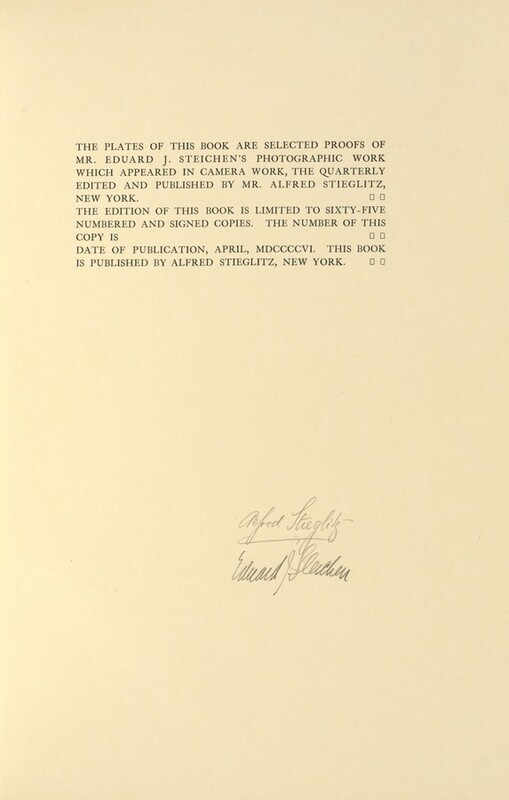 THE PLATES OF THIS BOOK ARE SELECTED PROOFS OF
MR. EDUARD J. STEICHEN'S PHOTOGRAPHIC WORK
WHICH APPEARED IN CAMERA WORK, THE QUARTERLY
EDITED AND PUBLISHED BY MR. ALFRED STIEGLITZ,
NEW YORK. ▯ ▯
THE EDITION OF THIS BOOK IS LIMITED TO SIXTY-FIVE
NUMBERED AND SIGNED COPIES. THE NUMBER OF THIS
COPY IS ▯ ▯
DATE OF PUBLICATION, APRIL, MDCCCCVI. THIS BOOK
IS PUBLISHED BY ALFRED STIEGLITZ, NEW YORK. ▯ ▯
Alfred Stieglitz
Eduard J Steichen